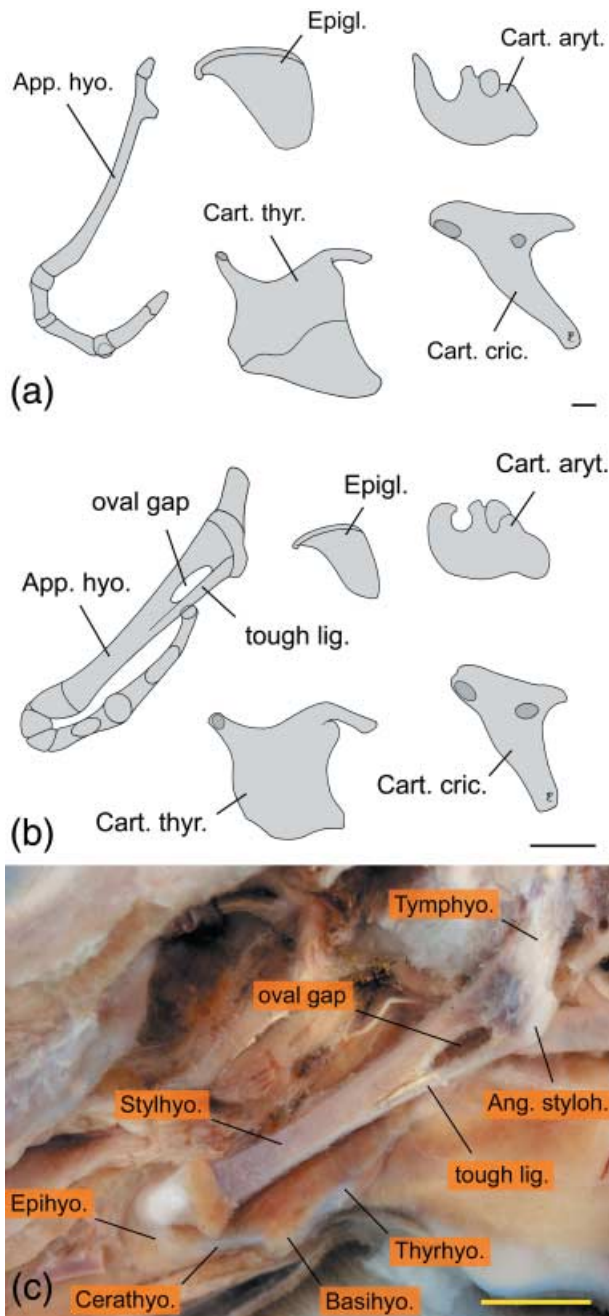 Epigl.
Cart. aryt.
App. hyo.
Cart. thyr.
Cart. cric.
(a)
oval gap
Epigl.
Cart. aryt.
App. hyo.
tough lig.
Cart. thyr.
Cart. cric.
(b)
Tymphyo.
oval gap
Stylhyo.
Ang. styloh.
tough lig.
Epihyo.
Thyrhyo.
Cerathyo.
Basihyo.
(c)